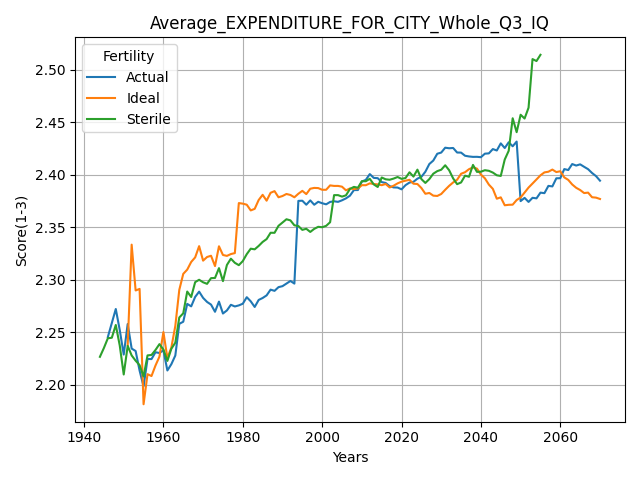 Average_EXPENDITURE_FOR_CITY_Whole_Q3_IQ
Fertility
Actual
Ideal
Sterile
Score(1-3)
2.50
2.45
2.40
2.35
2.30
2.25
2.20
1940 1960 1980 2000 2020 2040 2060
Years